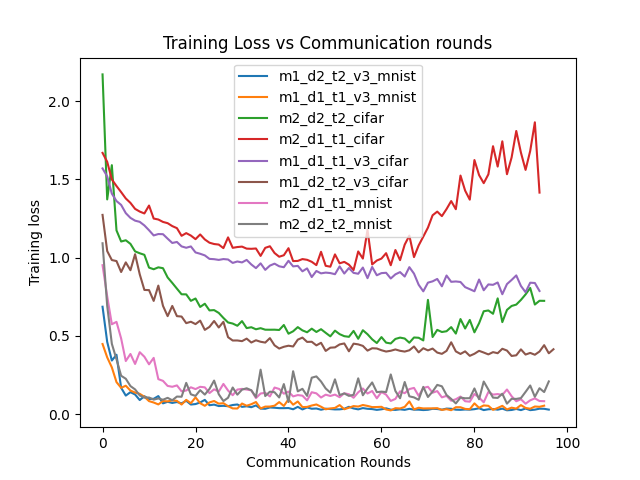 Training Loss vs Communication rounds
m1_d2_t2_v3_mnist
m1_d1_t1_v3_mnist
m2_d2_t2_cifar
m2_d1_t1_cifar
m1_d1_t1_v3_cifar
m1_d2_t2_v3_cifar
m2_d1_t1_mnist
m2_d2_t2_mnist
Training loss
2.0
1.5
1.0
0.5
0.0
0
20
40
60
80
100
Communication Rounds